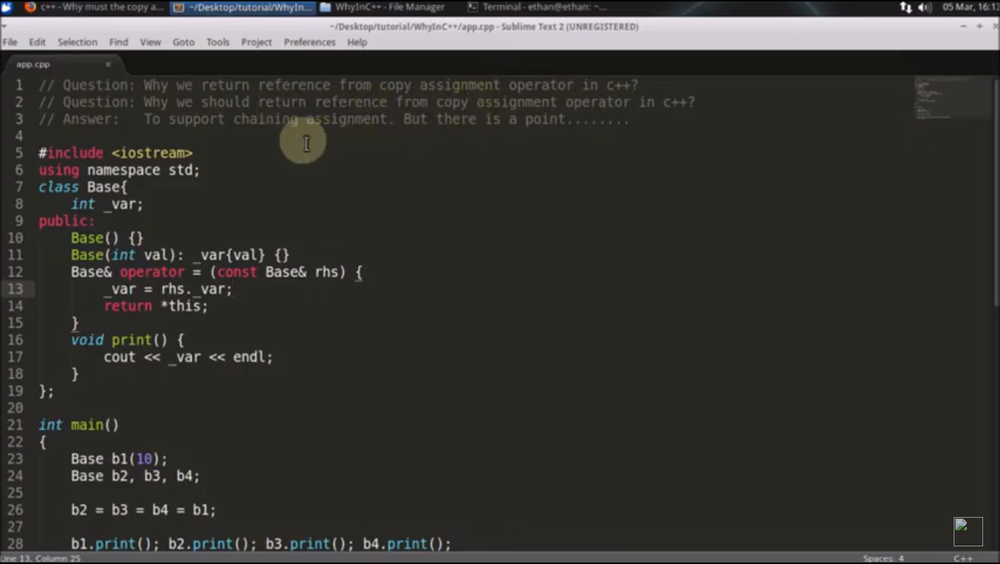 c++ - Why must the copy a...
~/Desktop/tutorial/WhyIn...
WhyInC++ - File Manager
Terminal - ethan@ethan: ~...
05 Mar, 16:13
~/Desktop/tutorial/WhyInC++/app.cpp - Sublime Text 2 (UNREGISTERED)
File Edit Selection Find View Goto Tools Project Preferences Help
app.cpp
1 // Question: Why we return reference from copy assignment operator in c++?
2 // Question: Why we should return reference from copy assignment operator in c++?
3 // Answer:   To support chaining assignment. But there is a point........
4
5 #include <iostream>
6 using namespace std;
7 class Base{
8     int _var;
9 public:
10     Base() {}
11     Base(int val): _var{val} {}
12     Base& operator = (const Base& rhs) {
13         _var = rhs._var;
14         return *this;
15     }
16     void print() {
17         cout << _var << endl;
18     }
19 };
20
21 int main()
22 {
23     Base b1(10);
24     Base b2, b3, b4;
25
26     b2 = b3 = b4 = b1;
27
28     b1.print(); b2.print(); b3.print(); b4.print();
Line 13, Column 25
Spaces: 4
C++